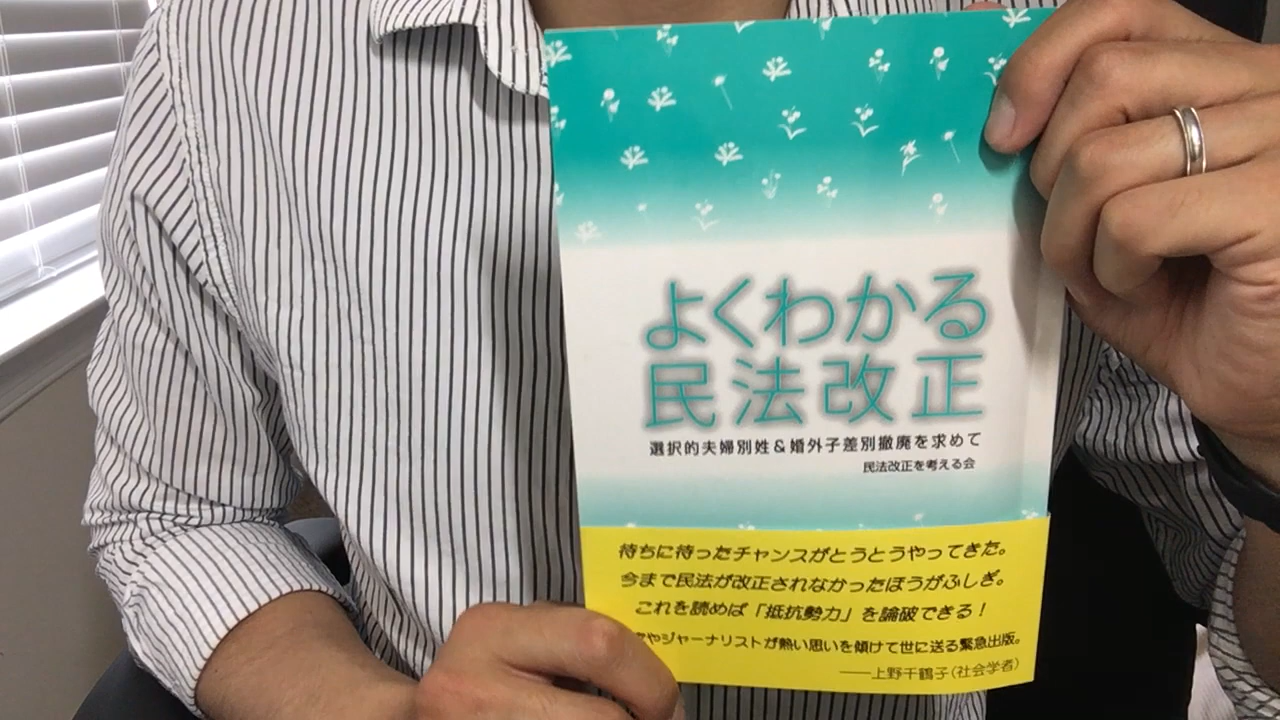 よくわかる
民法改正
選択的夫婦別姓&婚外子差別撤廃を求めて
民法改正を考える会
待ちに待ったチャンスがとうとうやってきた。
今まで民法が改正されなかったほうがふしぎ。
これを読めば「抵抗勢力」を論破できる!
やジャーナリストが熱い思いを傾けて世に送る緊急出版。
──上野千鶴子(社会学者)